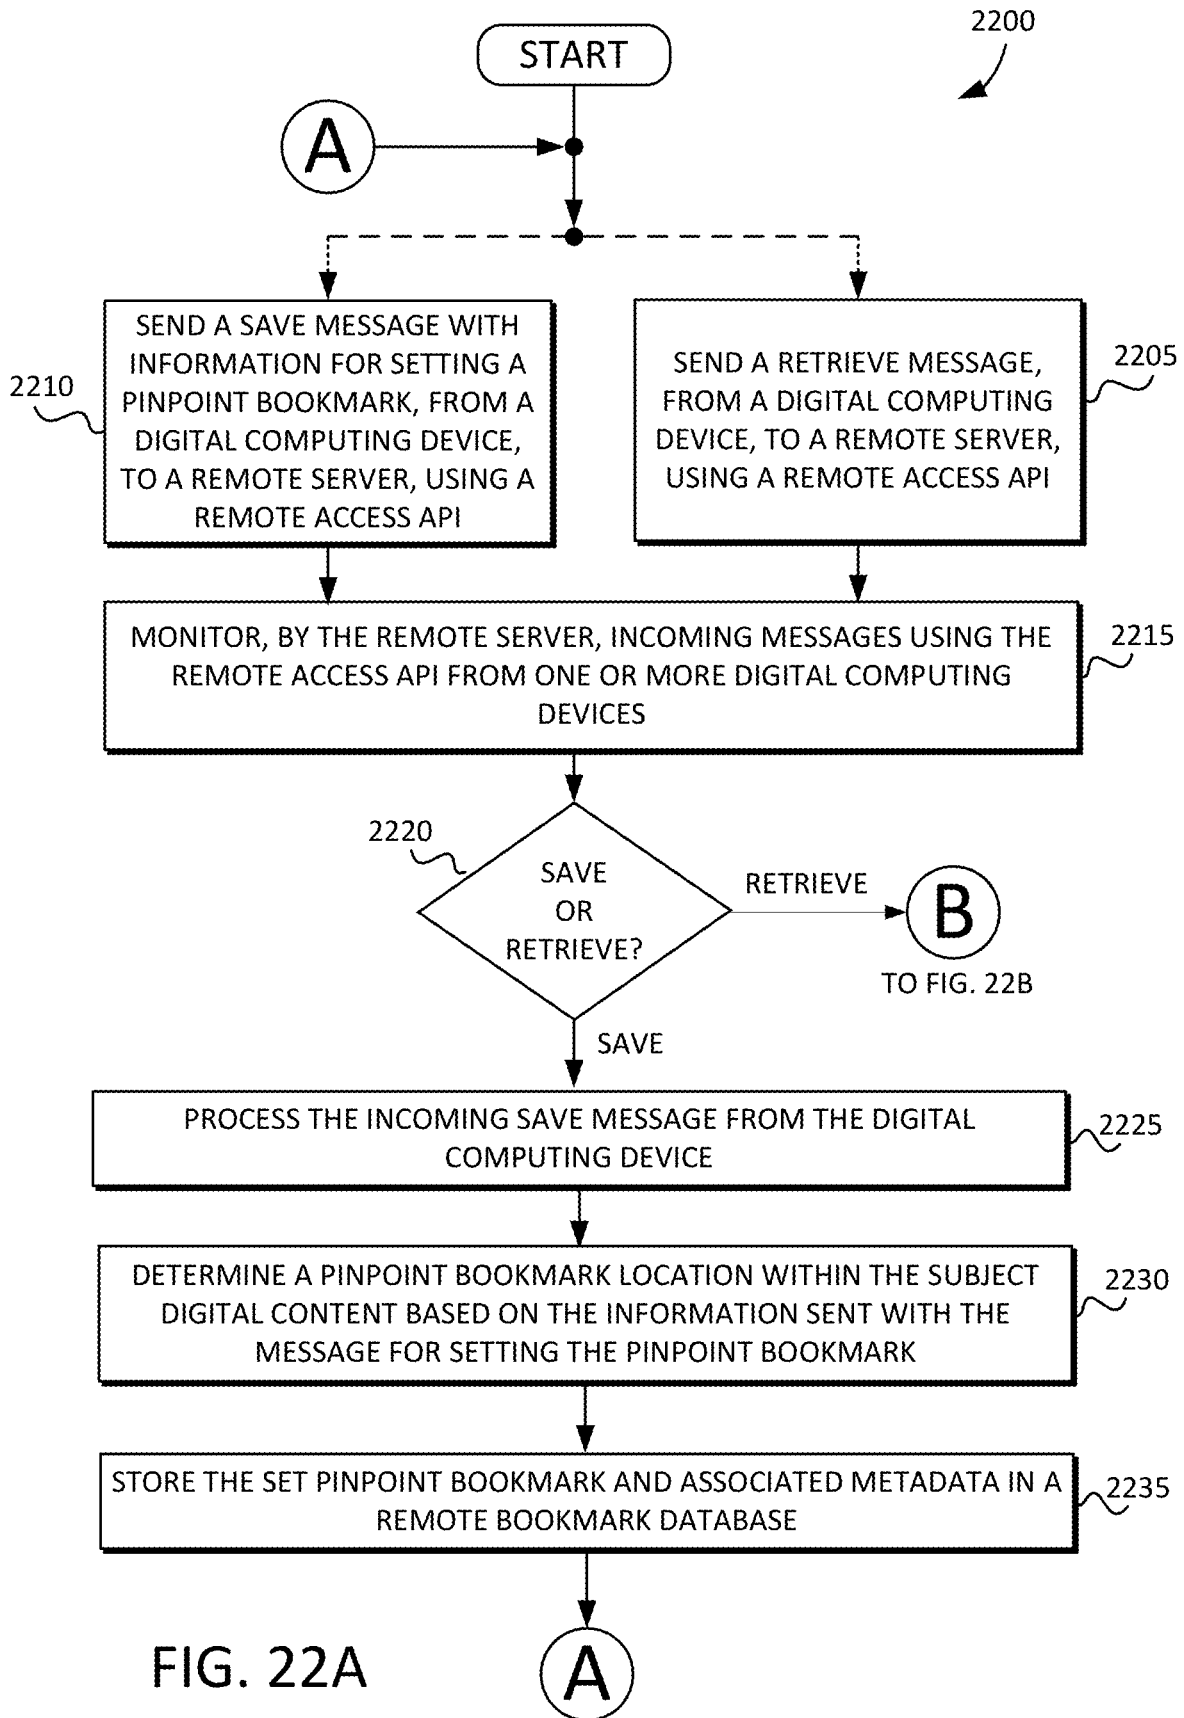 2200
START
A
2210
SEND A SAVE MESSAGE WITH
INFORMATION FOR SETTING A
PINPOINT BOOKMARK, FROM A
DIGITAL COMPUTING DEVICE,
TO A REMOTE SERVER, USING A
REMOTE ACCESS API
SEND A RETRIEVE MESSAGE,
FROM A DIGITAL COMPUTING
DEVICE, TO A REMOTE SERVER,
USING A REMOTE ACCESS API
2205
MONITOR, BY THE REMOTE SERVER, INCOMING MESSAGES USING THE
REMOTE ACCESS API FROM ONE OR MORE DIGITAL COMPUTING
DEVICES
2215
2220
SAVE
OR
RETRIEVE?
RETRIEVE
B
TO FIG. 22B
SAVE
PROCESS THE INCOMING SAVE MESSAGE FROM THE DIGITAL
COMPUTING DEVICE
2225
DETERMINE A PINPOINT BOOKMARK LOCATION WITHIN THE SUBJECT
DIGITAL CONTENT BASED ON THE INFORMATION SENT WITH THE
MESSAGE FOR SETTING THE PINPOINT BOOKMARK
2230
STORE THE SET PINPOINT BOOKMARK AND ASSOCIATED METADATA IN A
REMOTE BOOKMARK DATABASE
2235
FIG. 22A
A